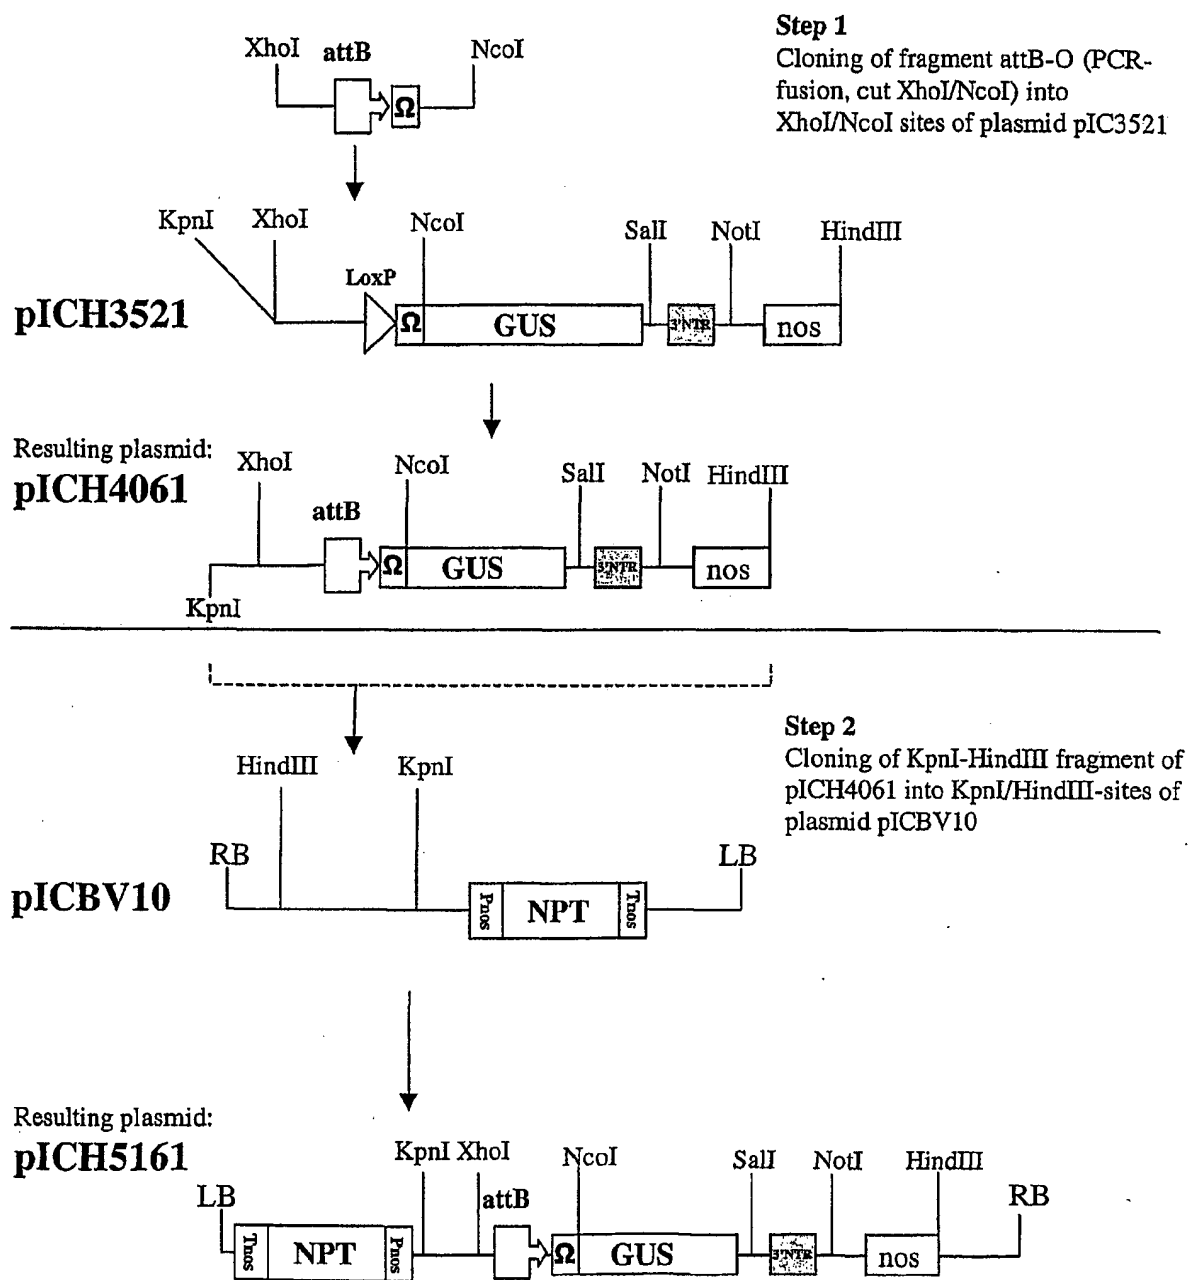 Step 1
Cloning of fragment attB-O (PCR-
fusion, cut XhoI/NcoI) into
XhoI/NcoI sites of plasmid pIC3521
XhoI attB NcoI
Ω
KpnI XhoI NcoI SalI NotI HindIII
LoxP
pICH3521
Ω GUS 3'NTR nos
Resulting plasmid:
pICH4061
XhoI NcoI SalI NotI HindIII
attB
Ω GUS 3'NTR nos
KpnI
Step 2
Cloning of KpnI-HindIII fragment of
pICH4061 into KpnI/HindIII-sites of
plasmid pICBV10
HindIII KpnI
RB LB
pICBV10
Pnos NPT Tnos
Resulting plasmid:
pICH5161
KpnI XhoI NcoI SalI NotI HindIII
LB attB RB
Tnos NPT Pnos Ω GUS 3'NTR nos